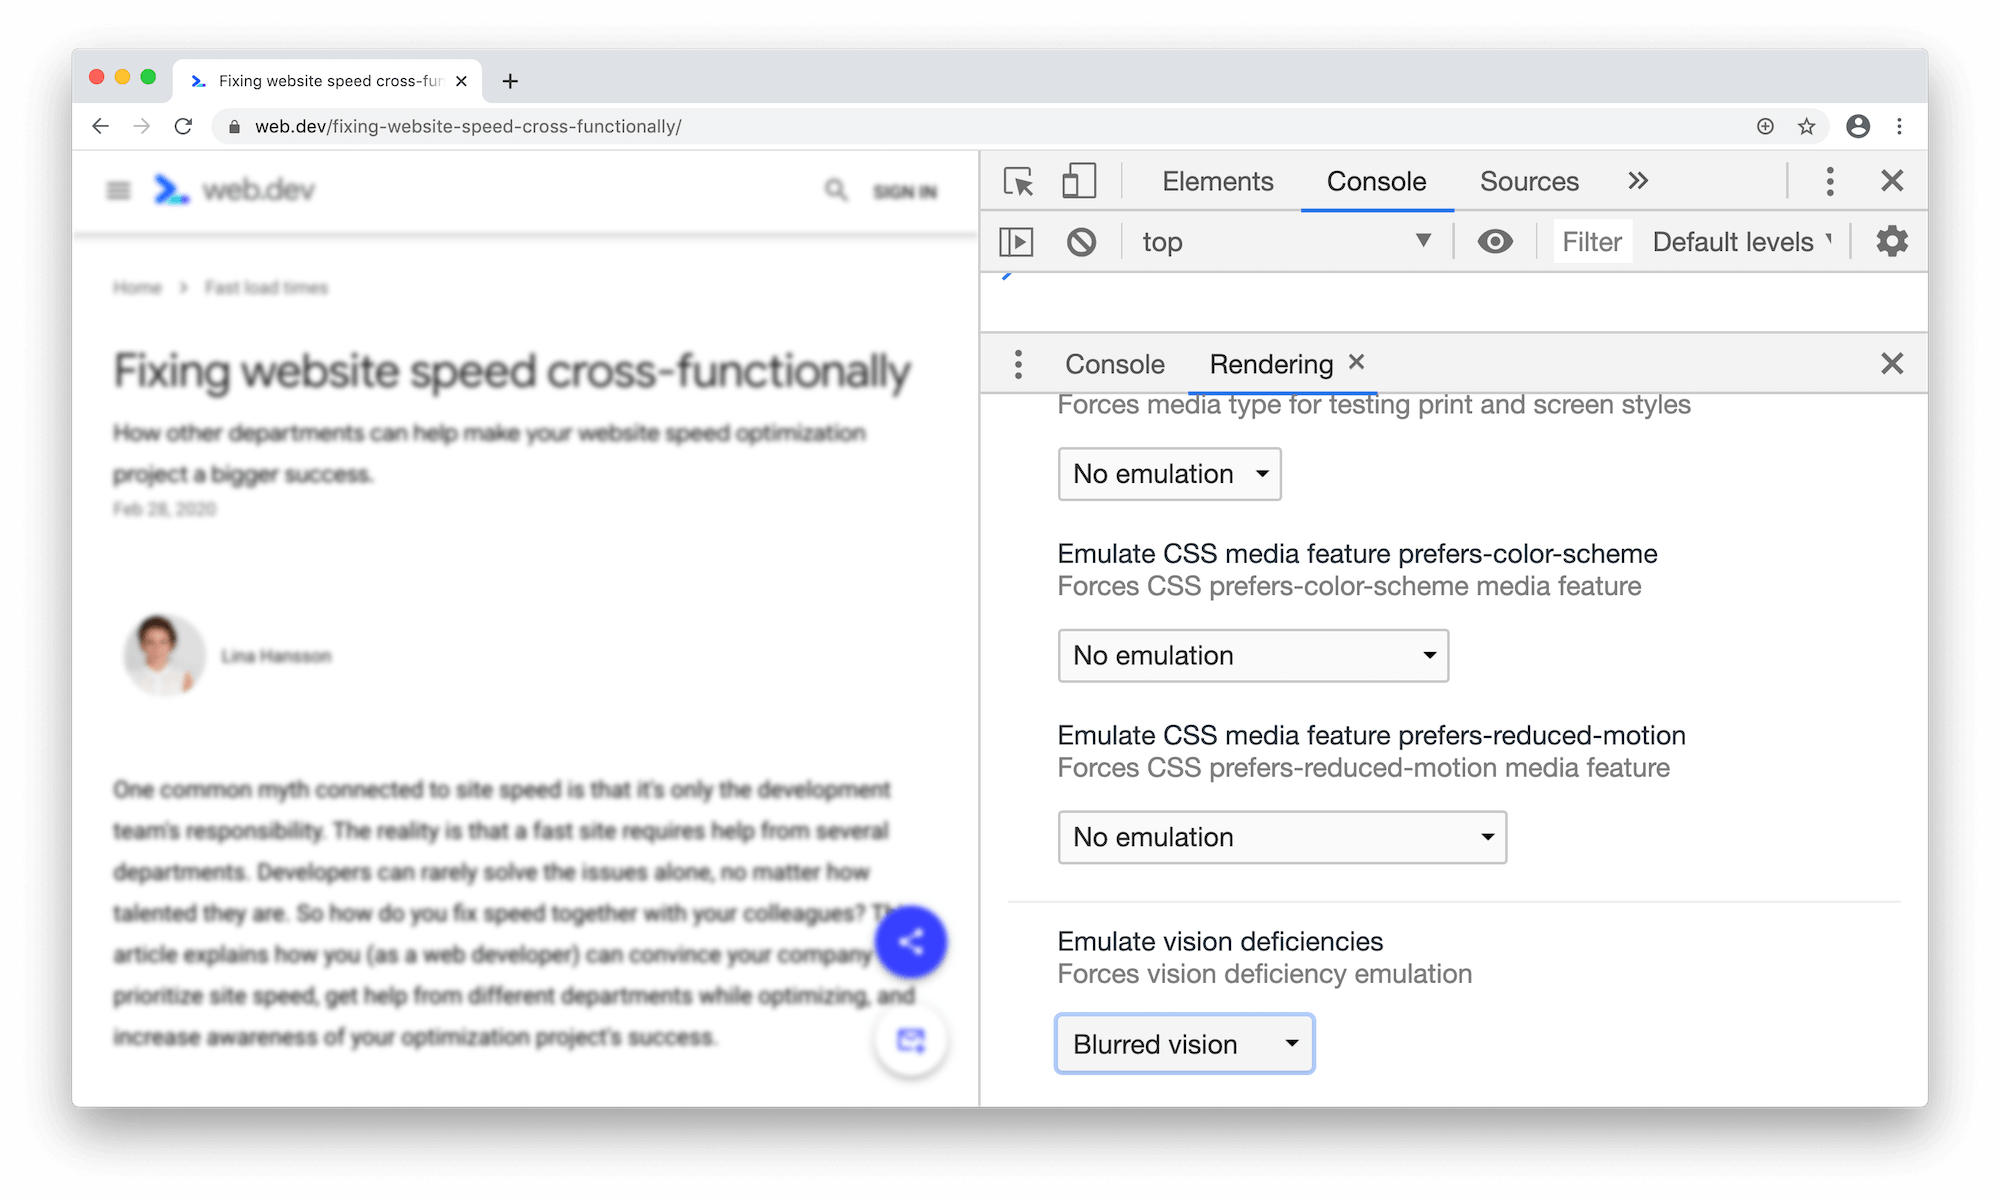 Fixing website speed cross-fun
web.dev/fixing-website-speed-cross-functionally/
web.dev
SIGN IN
Home > Fast load times
Fixing website speed cross-functionally
How other departments can help make your website speed optimization
project a bigger success.
Feb 28, 2020
Lina Hansson
One common myth connected to site speed is that it's only the development
team's responsibility. The reality is that a fast site requires help from several
departments. Developers can rarely solve the issues alone, no matter how
talented they are. So how do you fix speed together with your colleagues? Th
article explains how you (as a web developer) can convince your company
prioritize site speed, get help from different departments while optimizing, and
increase awareness of your optimization project's success.
Elements Console Sources »
top Filter Default levels
Console Rendering
Forces media type for testing print and screen styles
No emulation
Emulate CSS media feature prefers-color-scheme
Forces CSS prefers-color-scheme media feature
No emulation
Emulate CSS media feature prefers-reduced-motion
Forces CSS prefers-reduced-motion media feature
No emulation
Emulate vision deficiencies
Forces vision deficiency emulation
Blurred vision